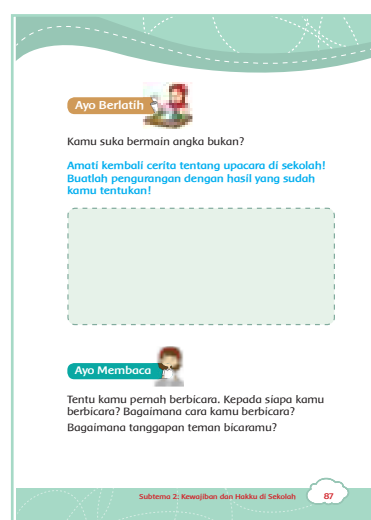 Ayo Berlatih
Kamu suka bermain angka bukan?
Amati kembali cerita tentang upacara di sekolah!
Buatlah pengurangan dengan hasil yang sudah
kamu tentukan!
Ayo Membaca
Tentu kamu pernah berbicara. Kepada siapa kamu
berbicara? Bagaimana cara kamu berbicara?
Bagaimana tanggapan teman bicaramu?
Subtema 2: Kewajiban dan Hakku di Sekolah
87